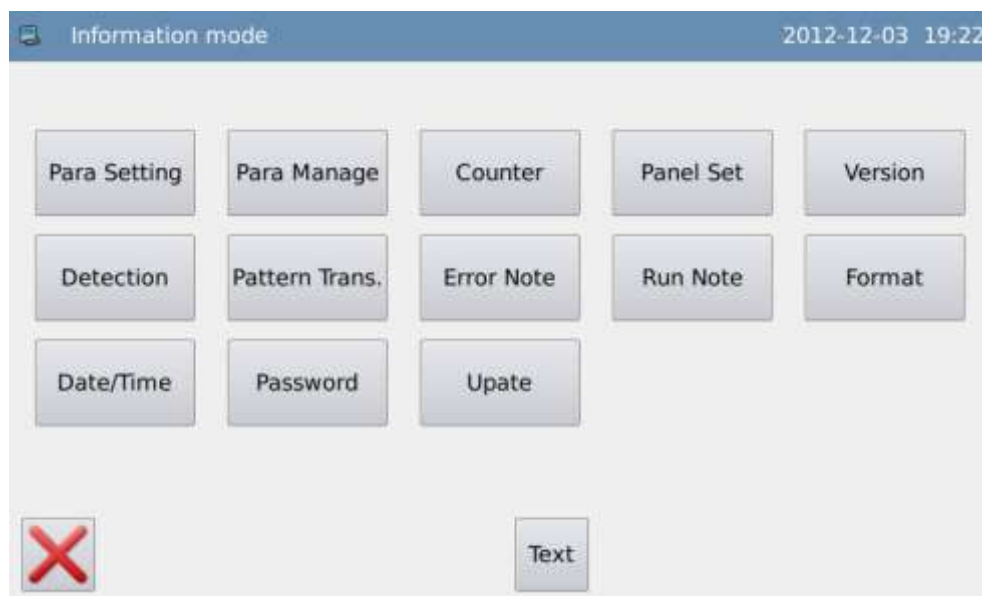 Information mode 2012-12-03 19:22
Para Setting Para Manage Counter Panel Set Version
Detection Pattern Trans. Error Note Run Note Format
Date/Time Password Upate
Text